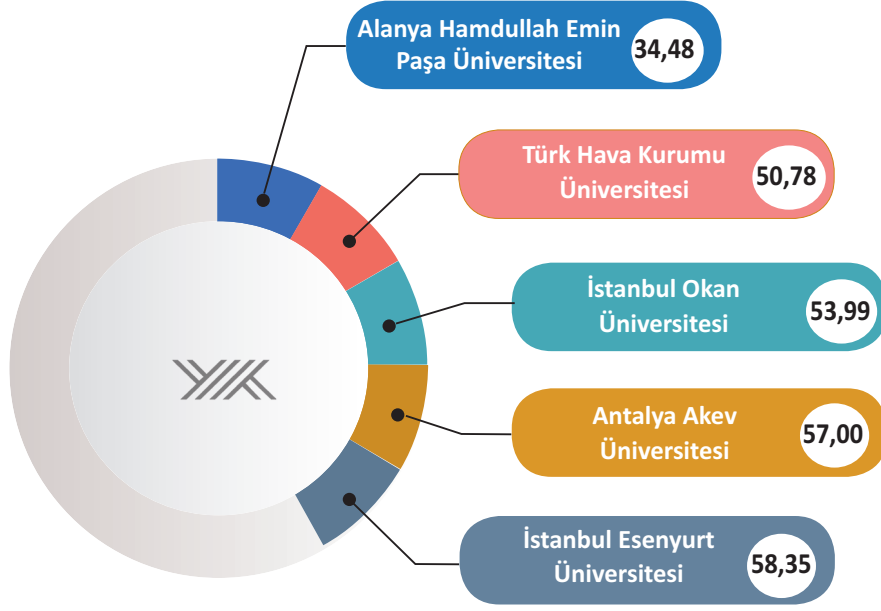 Alanya Hamdullah Emin
Paşa Üniversitesi
34,48
Türk Hava Kurumu
Üniversitesi
50,78
İstanbul Okan
Üniversitesi
53,99
Antalya Akev
Üniversitesi
57,00
İstanbul Esenyurt
Üniversitesi
58,35